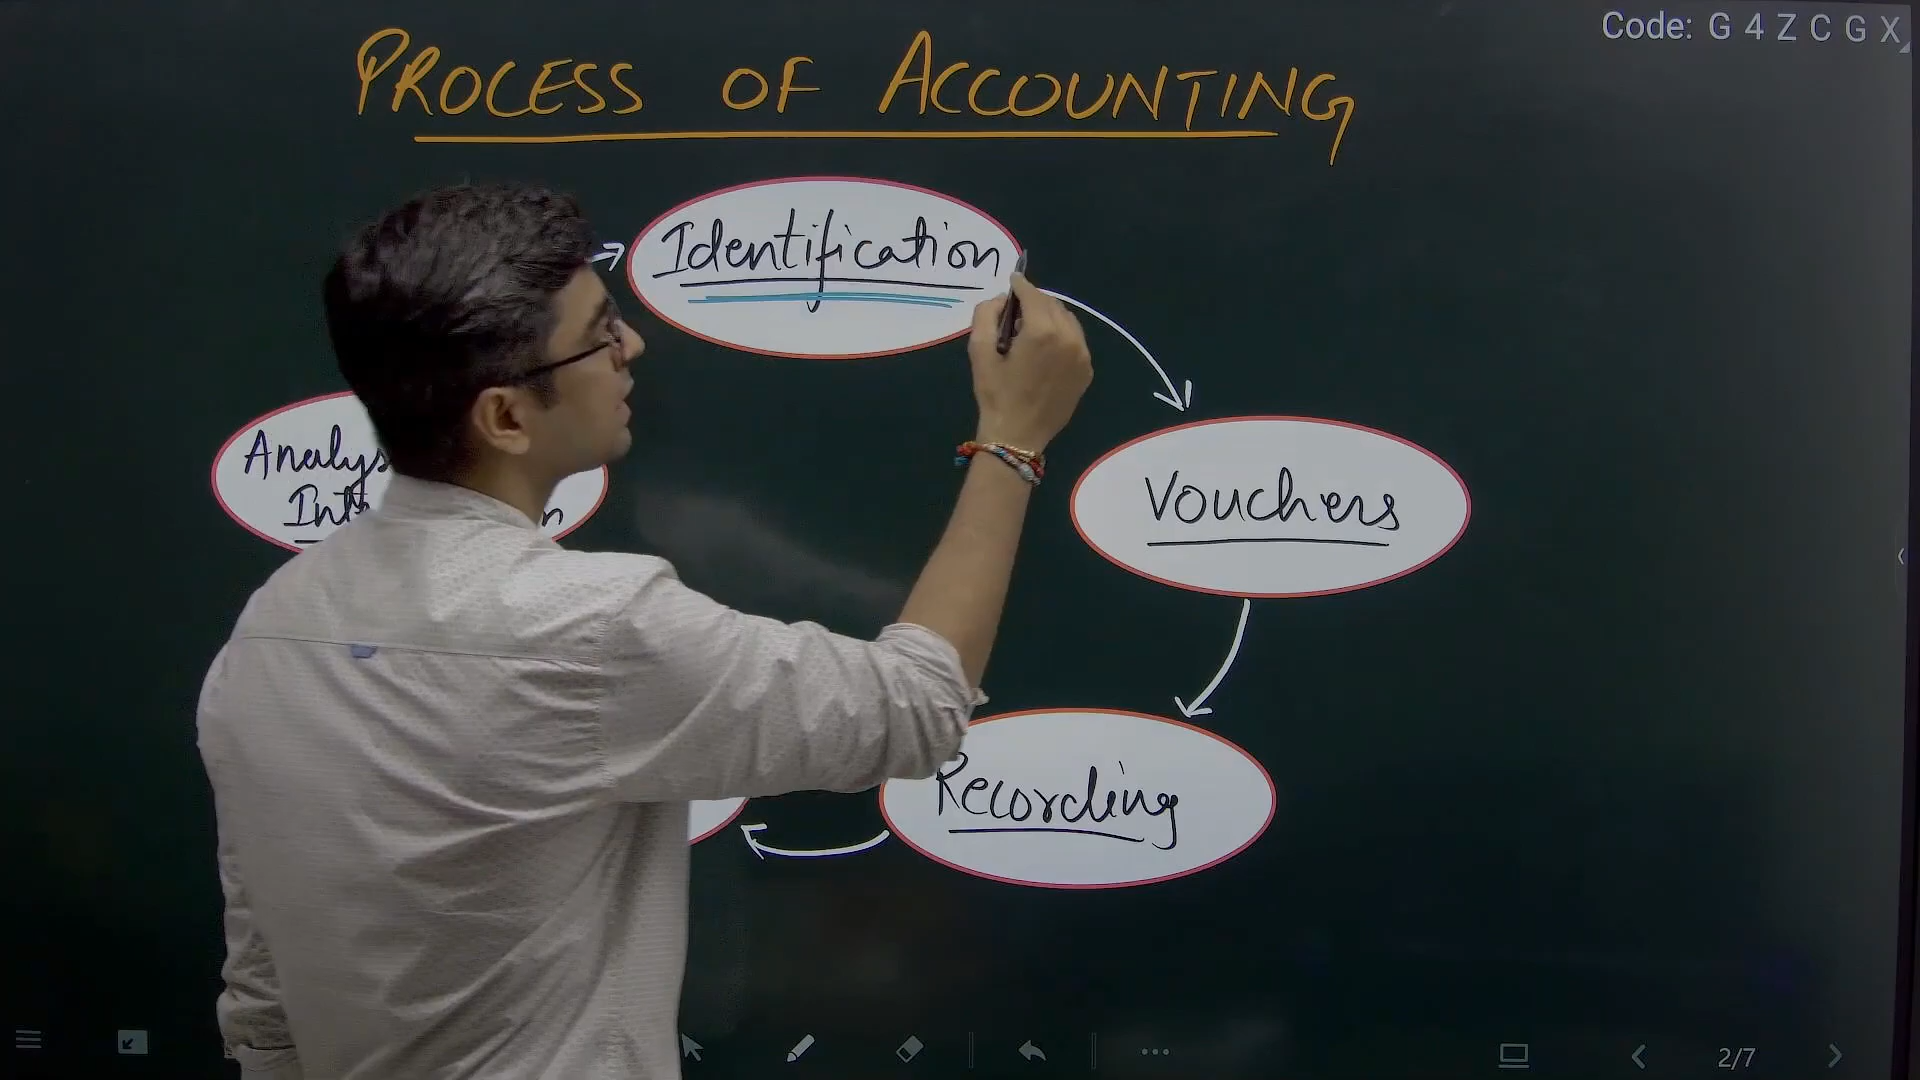 Code: G 4 Z C G X
PROCESS OF ACCOUNTING
Identification
Vouchers
Recording
2/7